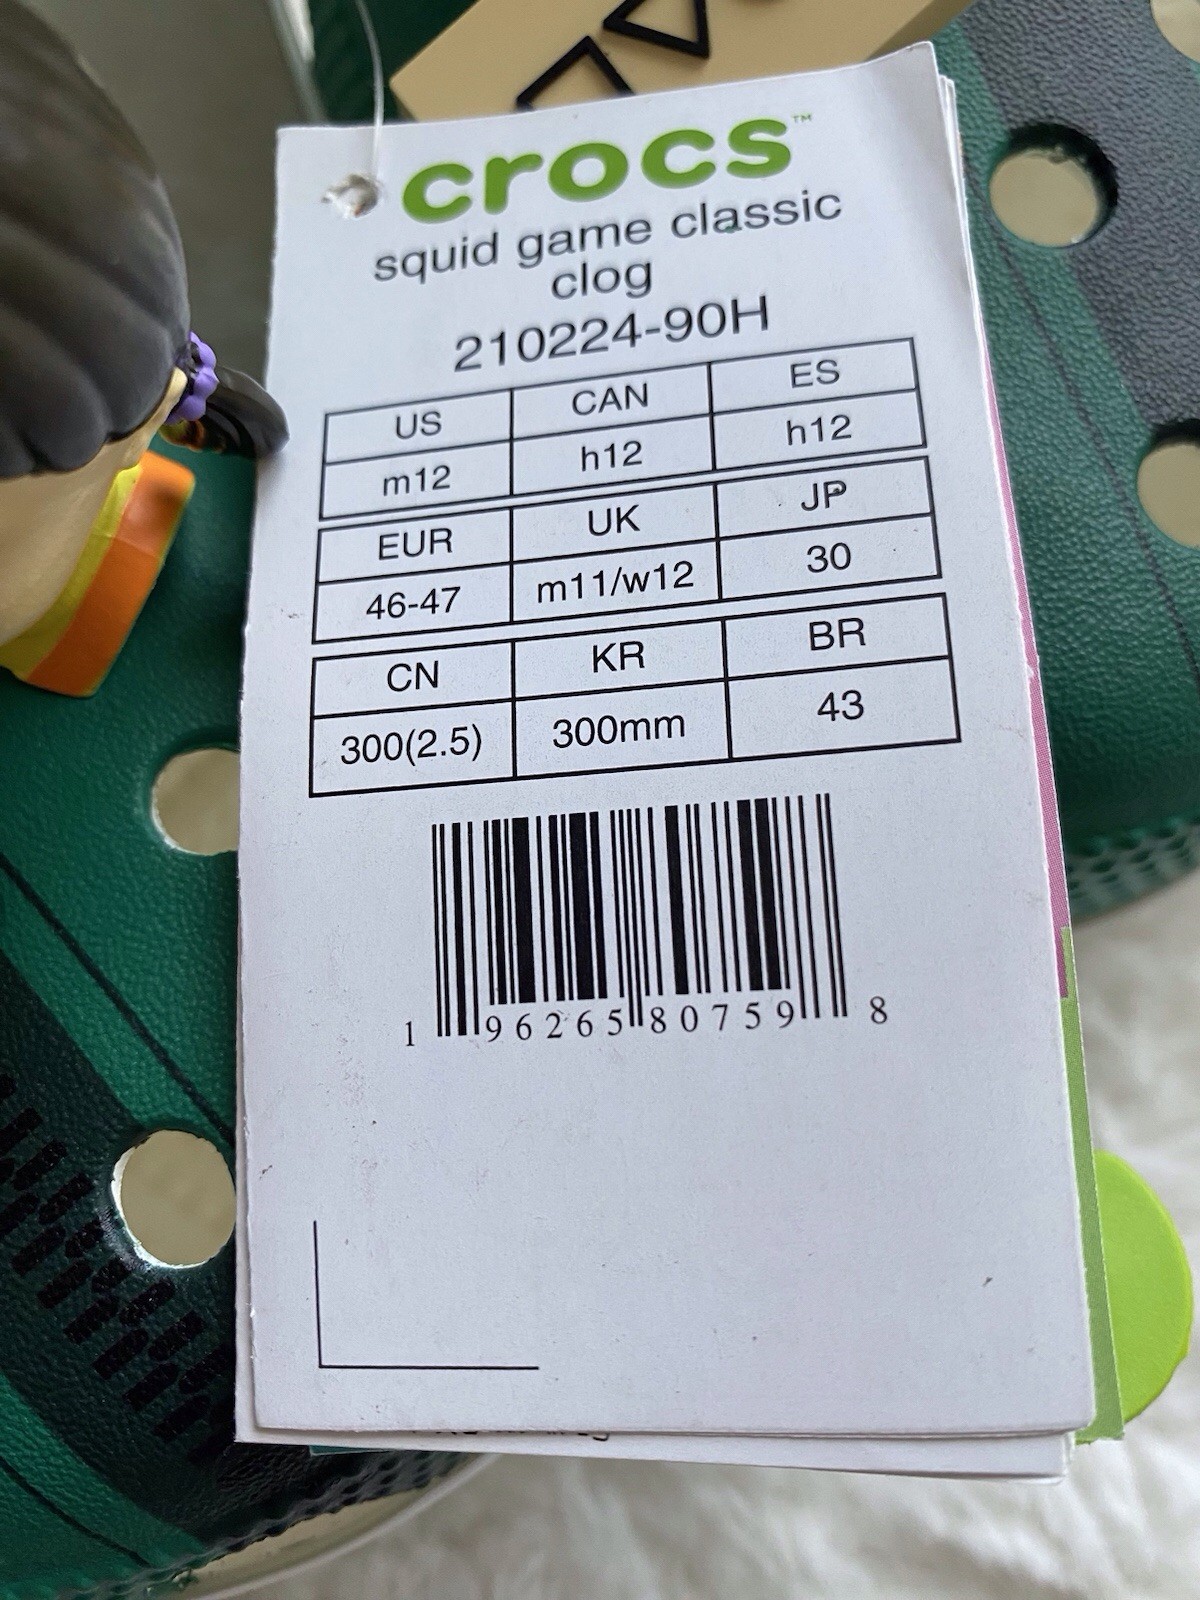 crocs™
squid game classic
clog
210224-90H
US CAN ES
m12 h12 h12
EUR UK JP
46-47 m11/w12 30
CN KR BR
300(2.5) 300mm 43
1 96265 80759 8